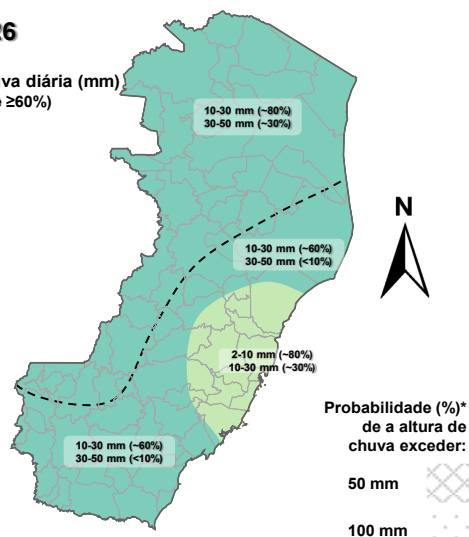 26
va diária (mm)
e ≥60%)
10-30 mm (~80%)
30-50 mm (~30%)
10-30 mm (~60%)
30-50 mm (<10%)
N
2-10 mm (~80%)
10-30 mm (~30%)
10-30 mm (~60%)
30-50 mm (<10%)
Probabilidade (%)*
de a altura de
chuva exceder:
50 mm
100 mm